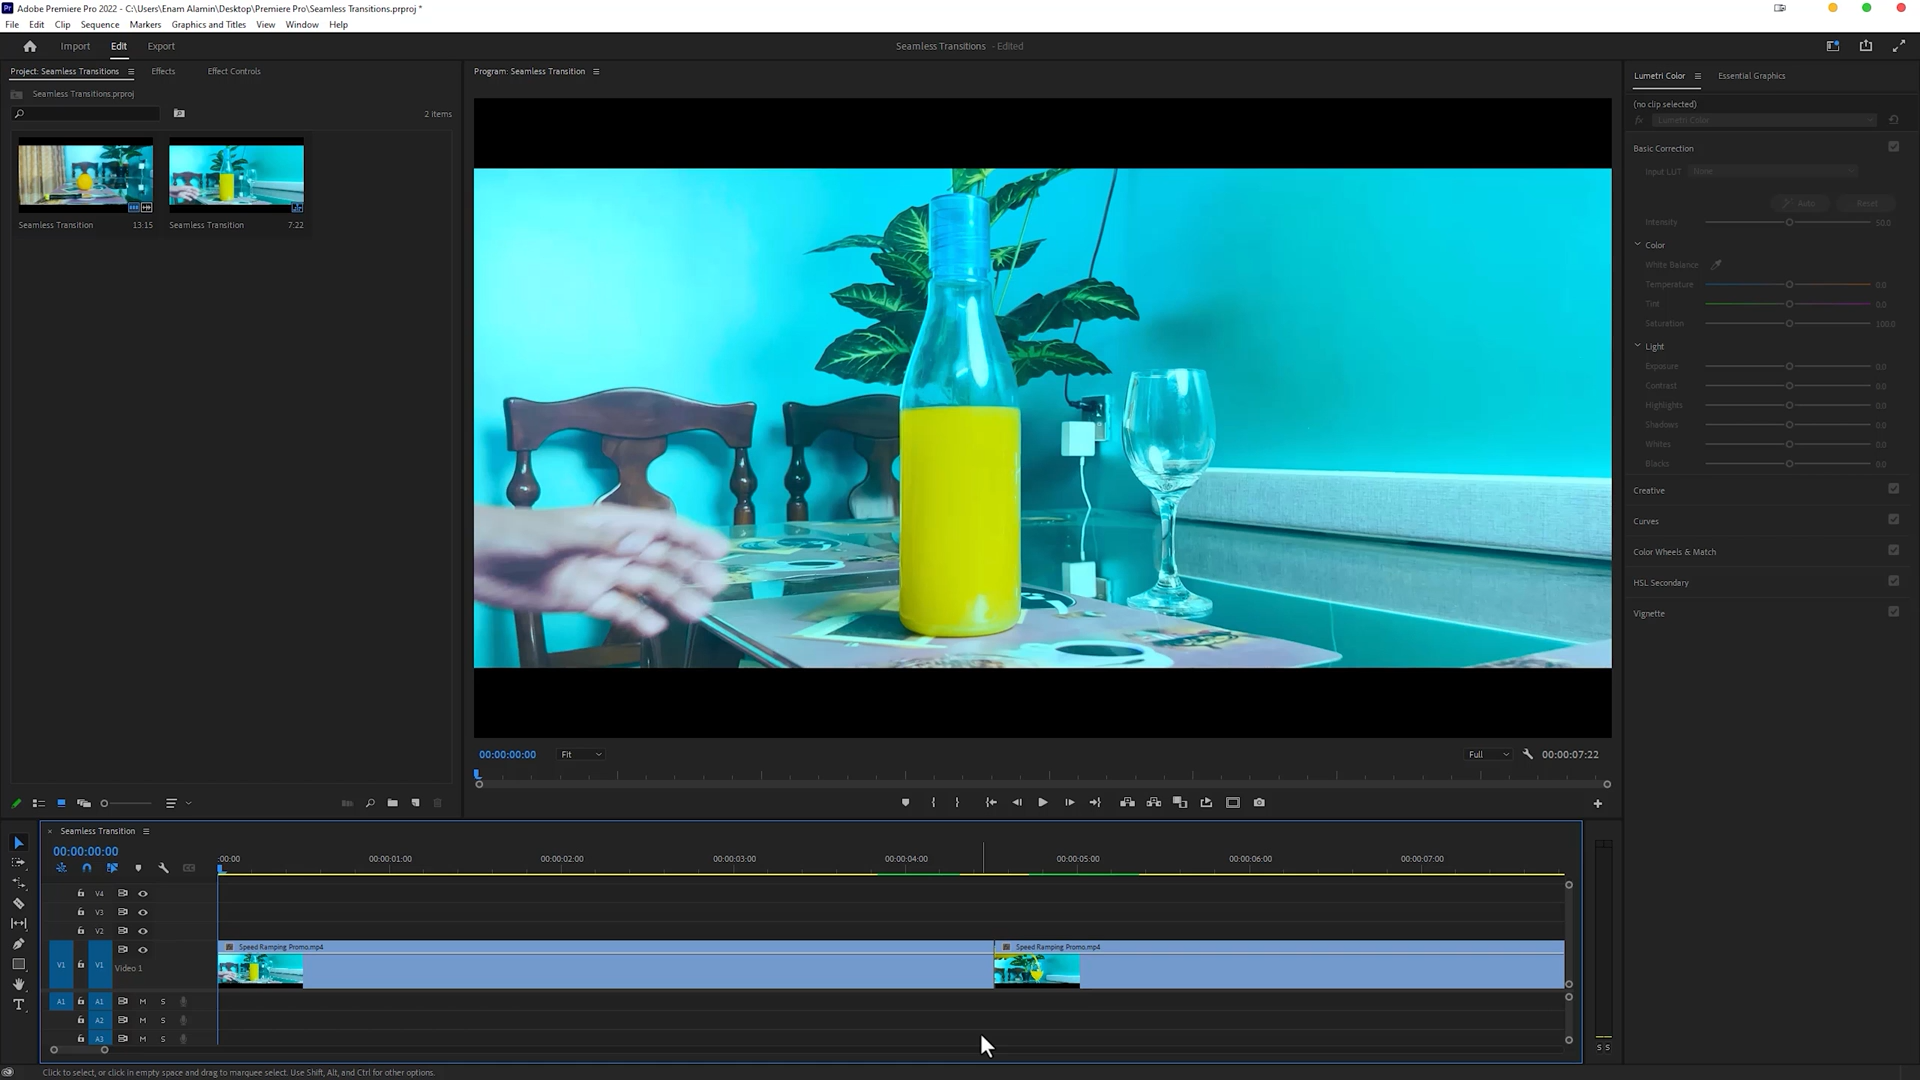 Adobe Premiere Pro 2022 - C:\Users\Enam Alamin\Desktop\Premiere Pro\Seamless Transitions.prproj *
File Edit Clip Sequence Markers Graphics and Titles View Window Help
Import Edit Export
Seamless Transitions - Edited
Project: Seamless Transitions
Effects
Effect Controls
Seamless Transitions.prproj
2 items
Seamless Transition 13:15
Seamless Transition 7:22
Program: Seamless Transition
00:00:00:00
Fit
Full
00:00:07:22
Lumetri Color
Essential Graphics
(no clip selected)
fx Lumetri Color
Basic Correction
Input LUT None
Auto Reset
Intensity 50.0
Color
White Balance
Temperature 0.0
Tint 0.0
Saturation 100.0
Light
Exposure 0.0
Contrast 0.0
Highlights 0.0
Shadows 0.0
Whites 0.0
Blacks 0.0
Creative
Curves
Color Wheels & Match
HSL Secondary
Vignette
Seamless Transition
00:00:00:00
:00:00 00:00:01:00 00:00:02:00 00:00:03:00 00:00:04:00 00:00:05:00 00:00:06:00 00:00:07:00
V4
V3
V2
Speed Ramping Promo.mp4 Speed Ramping Promo.mp4
V1 V1 Video 1
A1 A1 M S
A2 M S
A3 M S
S S
Click to select, or click in empty space and drag to marquee select. Use Shift, Alt, and Ctrl for other options.